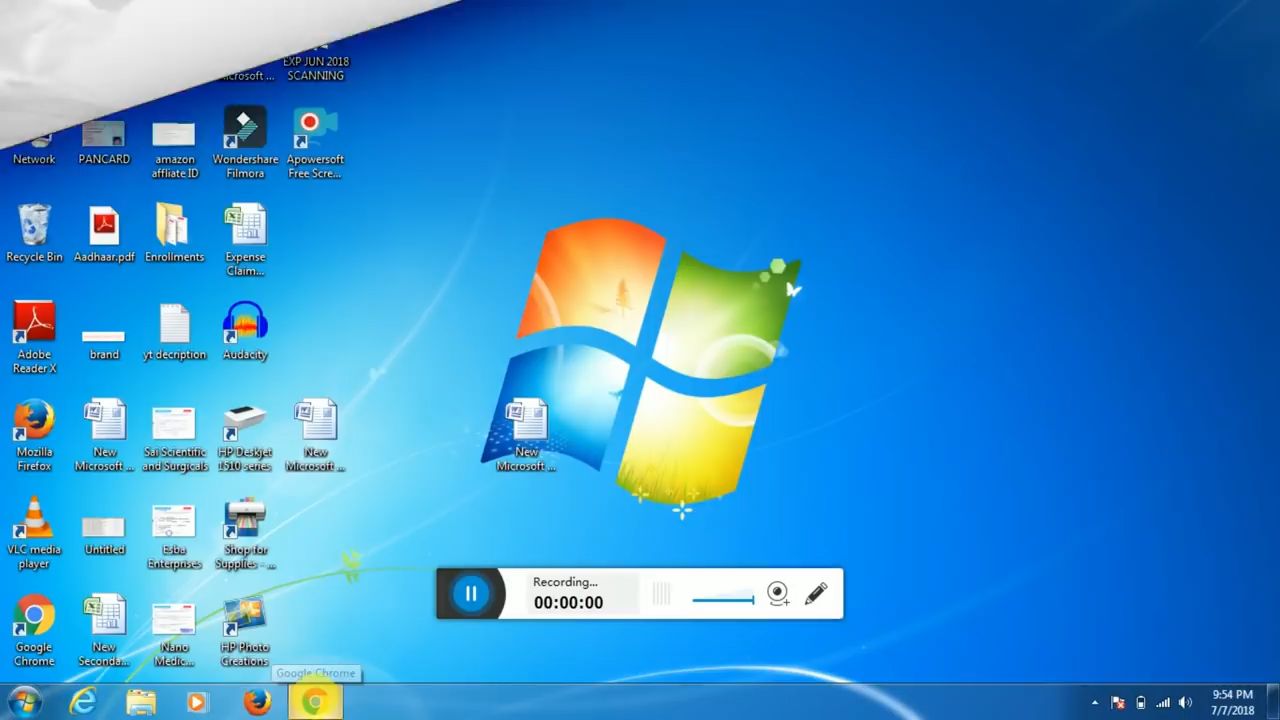 icrosoft ...
EXP JUN 2018
SCANNING
Network
PANCARD
amazon
affliate ID
Wondershare
Filmora
Apowersoft
Free Scre...
Recycle Bin
Aadhaar.pdf
Enrollments
Expense
Claim...
Adobe
Reader X
brand
yt decription
Audacity
Mozilla
Firefox
New
Microsoft ...
Sai Scientific
and Surgicals
HP Deskjet
1510 series
New
Microsoft ...
New
Microsoft ...
VLC media
player
Untitled
Esba
Enterprises
Shop for
Supplies - ...
Recording...
00:00:00
Google
Chrome
New
Seconda...
Nano
Medic...
HP Photo
Creations
Google Chrome
9:54 PM
7/7/2018